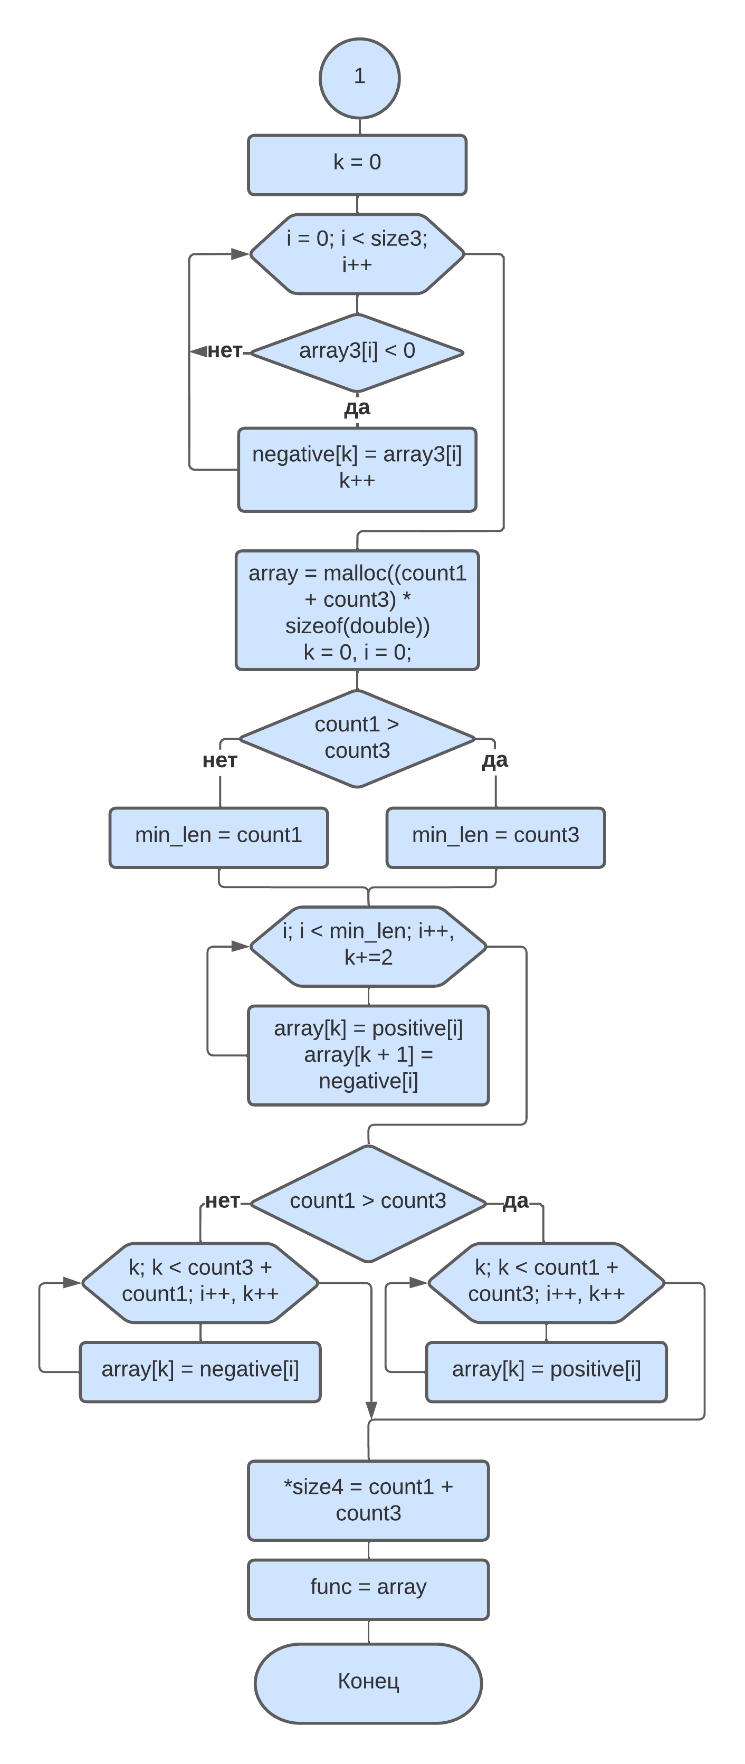 1
k = 0
i = 0; i < size3;
i++
array3[i] < 0
нет
да
negative[k] = array3[i]
k++
array = malloc((count1
+ count3) *
sizeof(double))
k = 0, i = 0;
count1 >
count3
нет
да
min_len = count1
min_len = count3
i; i < min_len; i++,
k+=2
array[k] = positive[i]
array[k + 1] =
negative[i]
count1 > count3
нет
да
k; k < count3 +
count1; i++, k++
k; k < count1 +
count3; i++, k++
array[k] = negative[i]
array[k] = positive[i]
*size4 = count1 +
count3
func = array
Конец